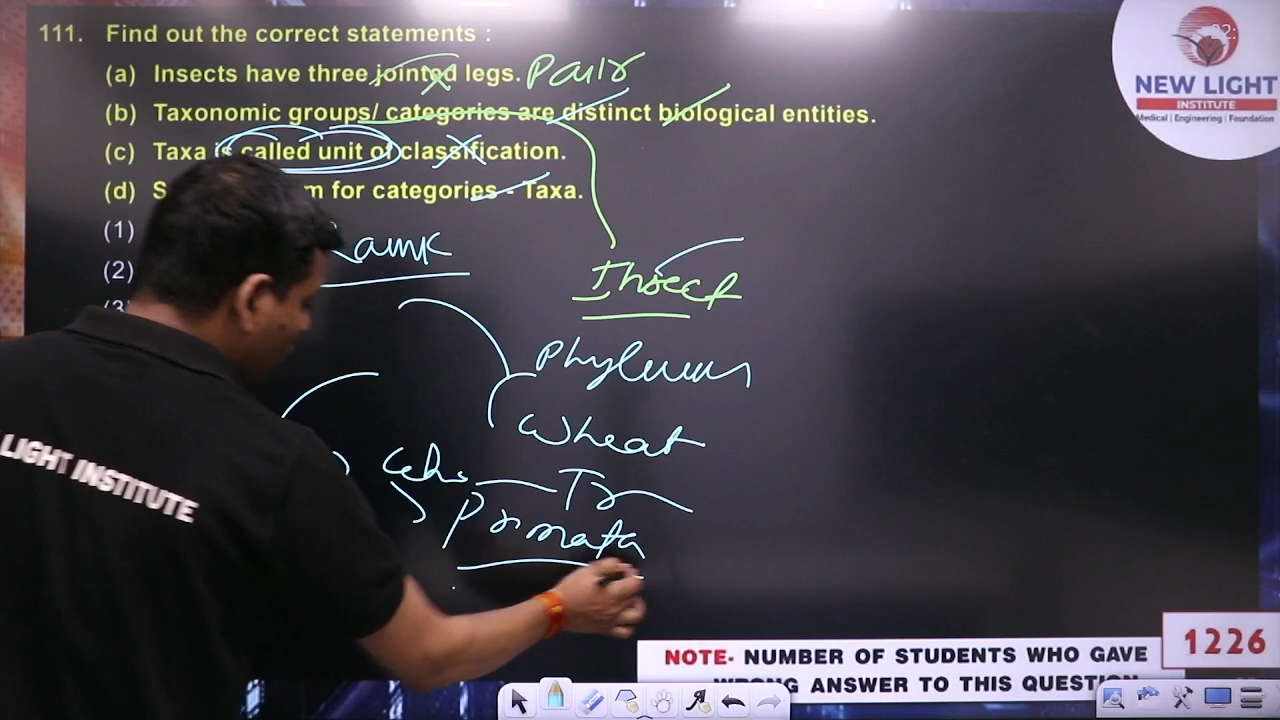 111. Find out the correct statements :
(a) Insects have three jointed legs. Pair
(b) Taxonomic groups/ categories are distinct biological entities.
(c) Taxa is called unit of classification.
(d) for categories - Taxa.
(1)
(2)
(3)
Rank
Insect
Phylum
Wheat
Primata
LIGHT INSTITUTE
NEW LIGHT
INSTITUTE
Medical | Engineering | Foundation
NOTE- NUMBER OF STUDENTS WHO GAVE
WRONG ANSWER TO THIS QUESTION
1226